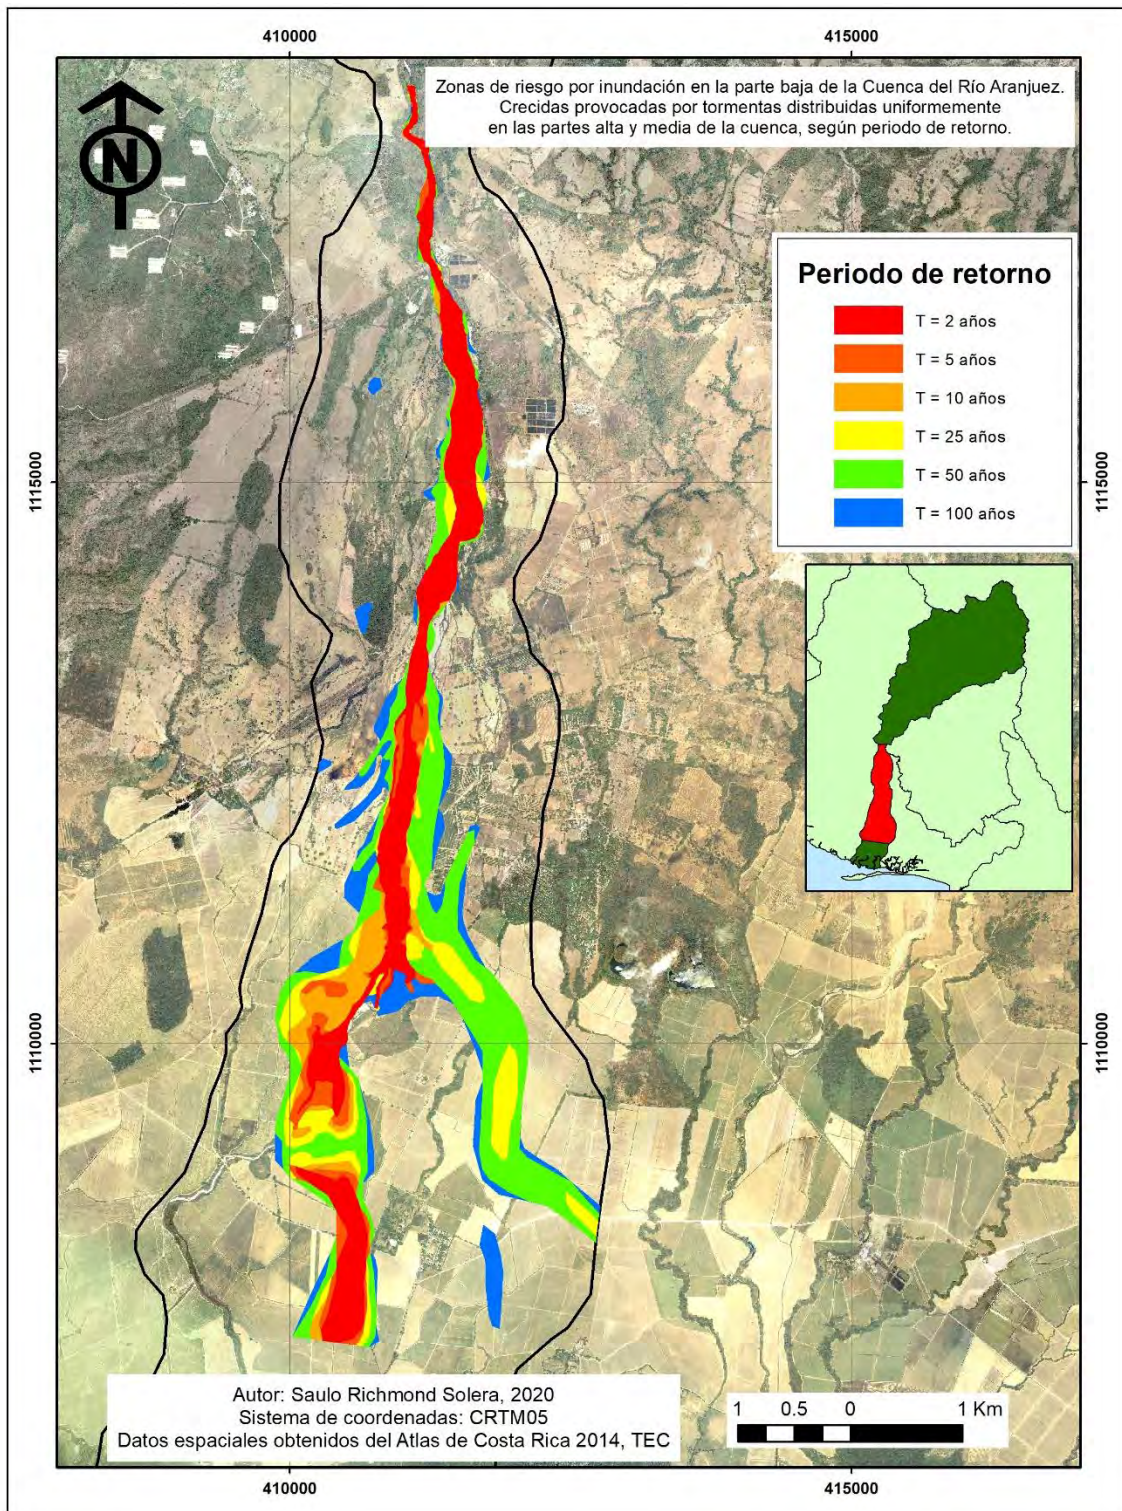 410000
415000
Zonas de riesgo por inundación en la parte baja de la Cuenca del Río Aranjuez.
Crecidas provocadas por tormentas distribuidas uniformemente
en las partes alta y media de la cuenca, según periodo de retorno.
N
Periodo de retorno
T = 2 años
T = 5 años
T = 10 años
T = 25 años
T = 50 años
T = 100 años
1115000
1115000
1110000
1110000
Autor: Saulo Richmond Solera, 2020
Sistema de coordenadas: CRTM05
Datos espaciales obtenidos del Atlas de Costa Rica 2014, TEC
1 0.5 0 1 Km
410000
415000